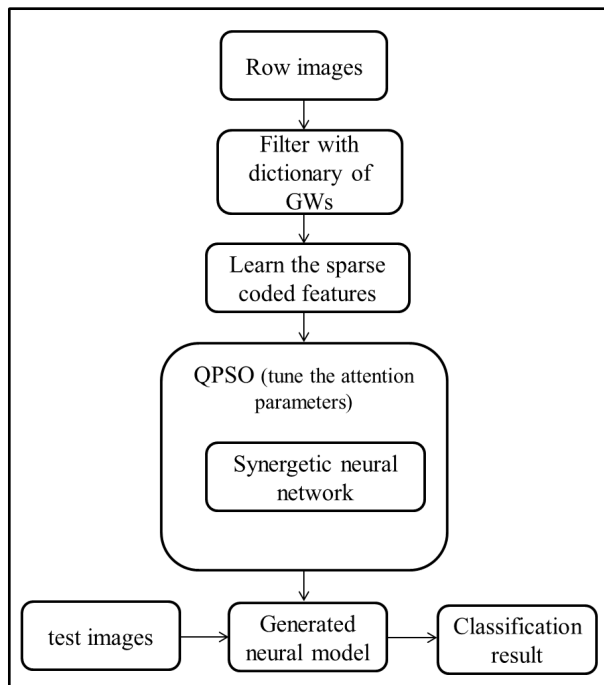 Row images
Filter with
dictionary of
GWs
Learn the sparse
coded features
QPSO (tune the attention
parameters)
Synergetic neural
network
test images
Generated
neural model
Classification
result